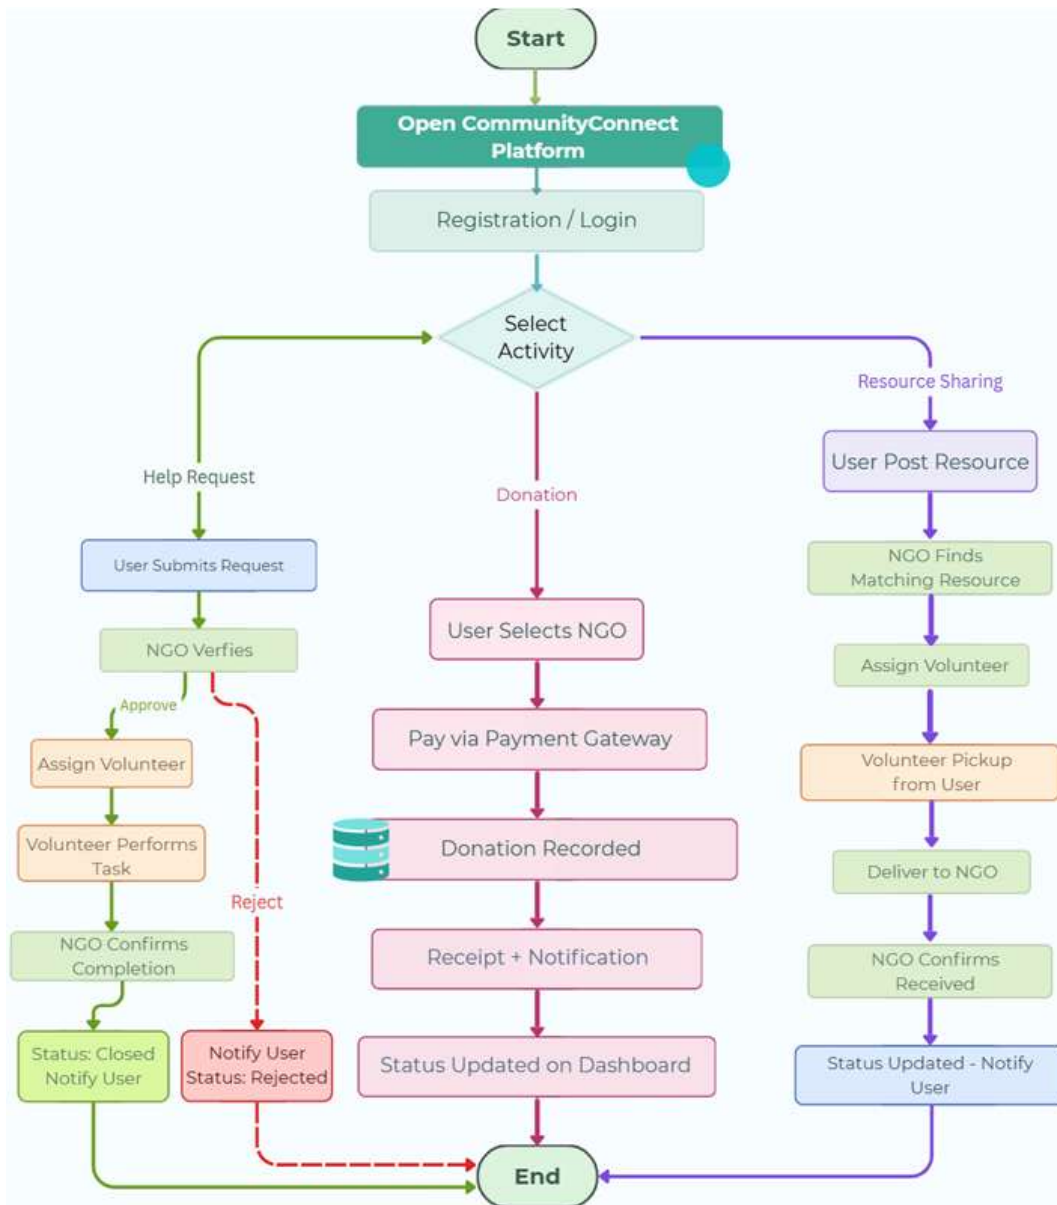 Start
Open CommunityConnect
Platform
Registration / Login
Select
Activity
Help Request
User Submits Request
NGO Verfies
Approve
Reject
Assign Volunteer
Volunteer Performs
Task
NGO Confirms
Completion
Status: Closed
Notify User
Notify User
Status: Rejected
Donation
User Selects NGO
Pay via Payment Gateway
Donation Recorded
Receipt + Notification
Status Updated on Dashboard
Resource Sharing
User Post Resource
NGO Finds
Matching Resource
Assign Volunteer
Volunteer Pickup
from User
Deliver to NGO
NGO Confirms
Received
Status Updated - Notify
User
End